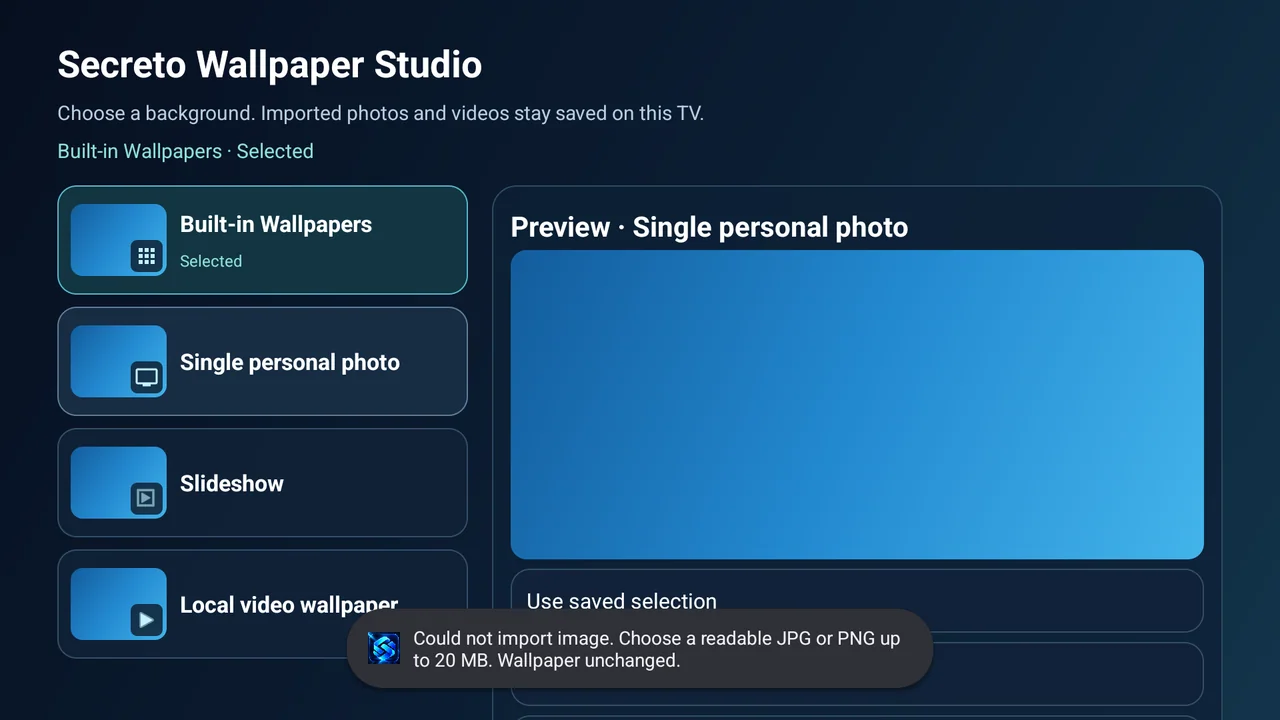 Secreto Wallpaper Studio
Choose a background. Imported photos and videos stay saved on this TV.
Built-in Wallpapers · Selected
Built-in Wallpapers
Selected
Single personal photo
Slideshow
Local video wallpaper
Preview · Single personal photo
Use saved selection
Could not import image. Choose a readable JPG or PNG up
to 20 MB. Wallpaper unchanged.